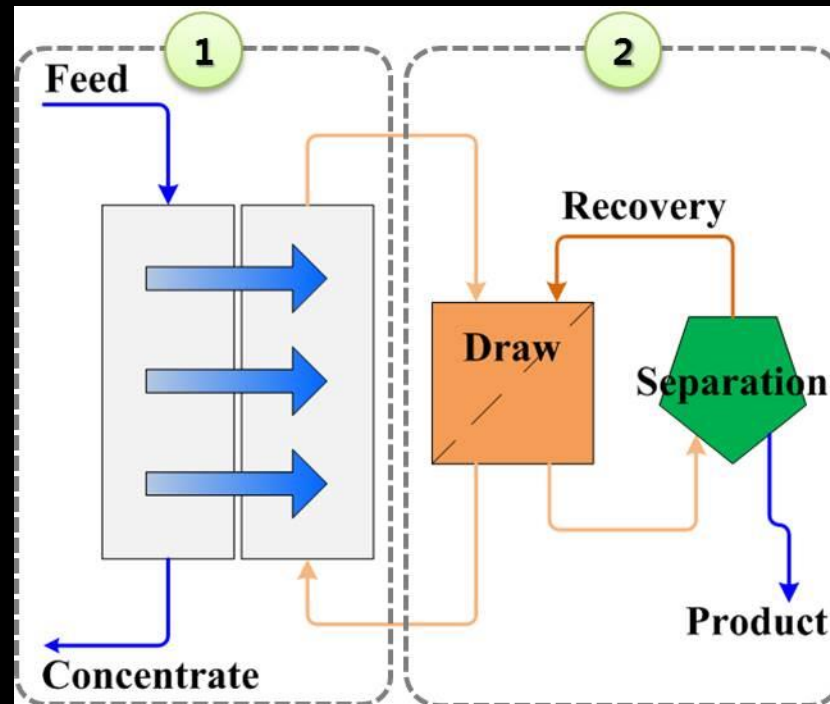 1
2
Feed
Recovery
Draw
Separation
Product
Concentrate